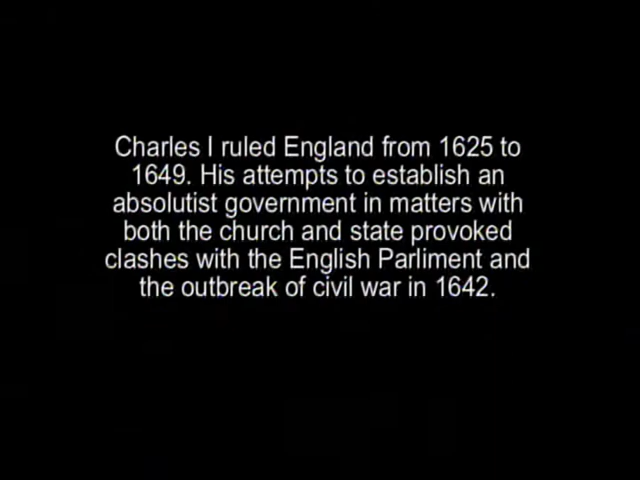 Charles I ruled England from 1625 to
1649. His attempts to establish an
absolutist government in matters with
both the church and state provoked
clashes with the English Parliment and
the outbreak of civil war in 1642.